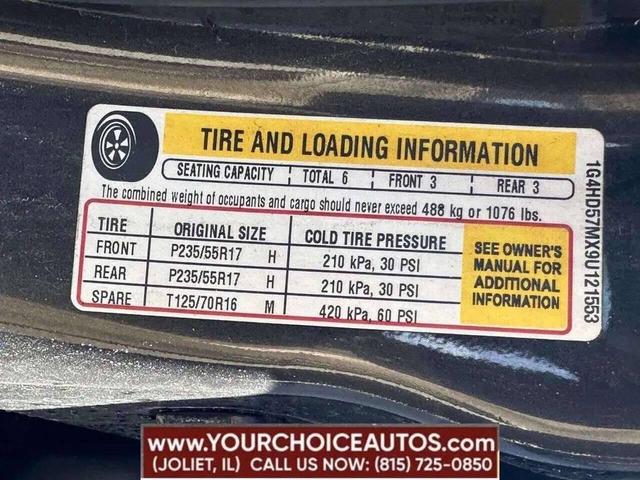 TIRE AND LOADING INFORMATION
SEATING CAPACITY TOTAL 6 FRONT 3 REAR 3
The combined weight of occupants and cargo should never exceed 488 kg or 1076 lbs.
TIRE ORIGINAL SIZE COLD TIRE PRESSURE
FRONT P235/55R17 H 210 kPa, 30 PSI
REAR P235/55R17 H 210 kPa, 30 PSI
SPARE T125/70R16 M 420 kPa, 60 PSI
SEE OWNER'S
MANUAL FOR
ADDITIONAL
INFORMATION
1G4HD57MX9U121553
www.YOURCHOICEAUTOS.com
(JOLIET, IL) CALL US NOW: (815) 725-0850